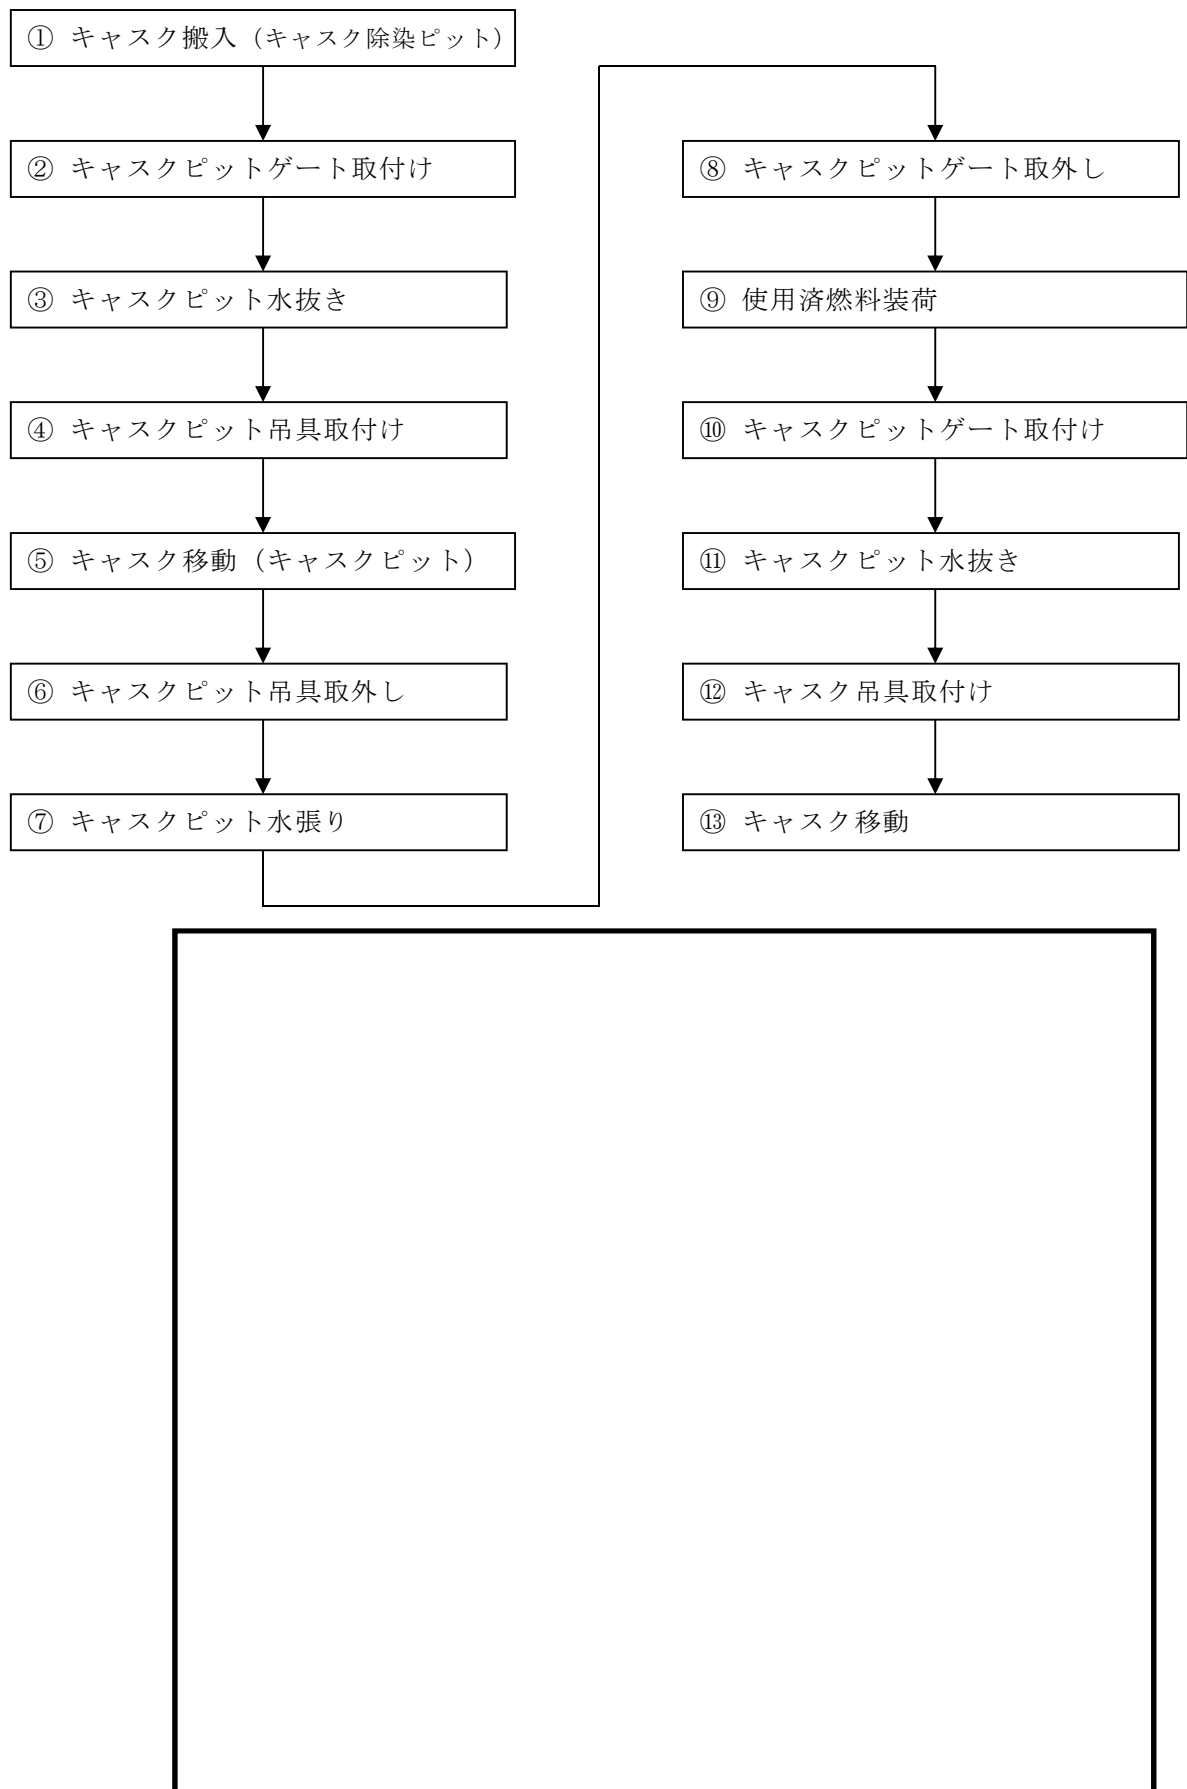 ① キャスク搬入（キャスク除染ピット）
② キャスクピットゲート取付け
③ キャスクピット水抜き
④ キャスクピット吊具取付け
⑤ キャスク移動（キャスクピット）
⑥ キャスクピット吊具取外し
⑦ キャスクピット水張り
⑧ キャスクピットゲート取外し
⑨ 使用済燃料装荷
⑩ キャスクピットゲート取付け
⑪ キャスクピット水抜き
⑫ キャスク吊具取付け
⑬ キャスク移動